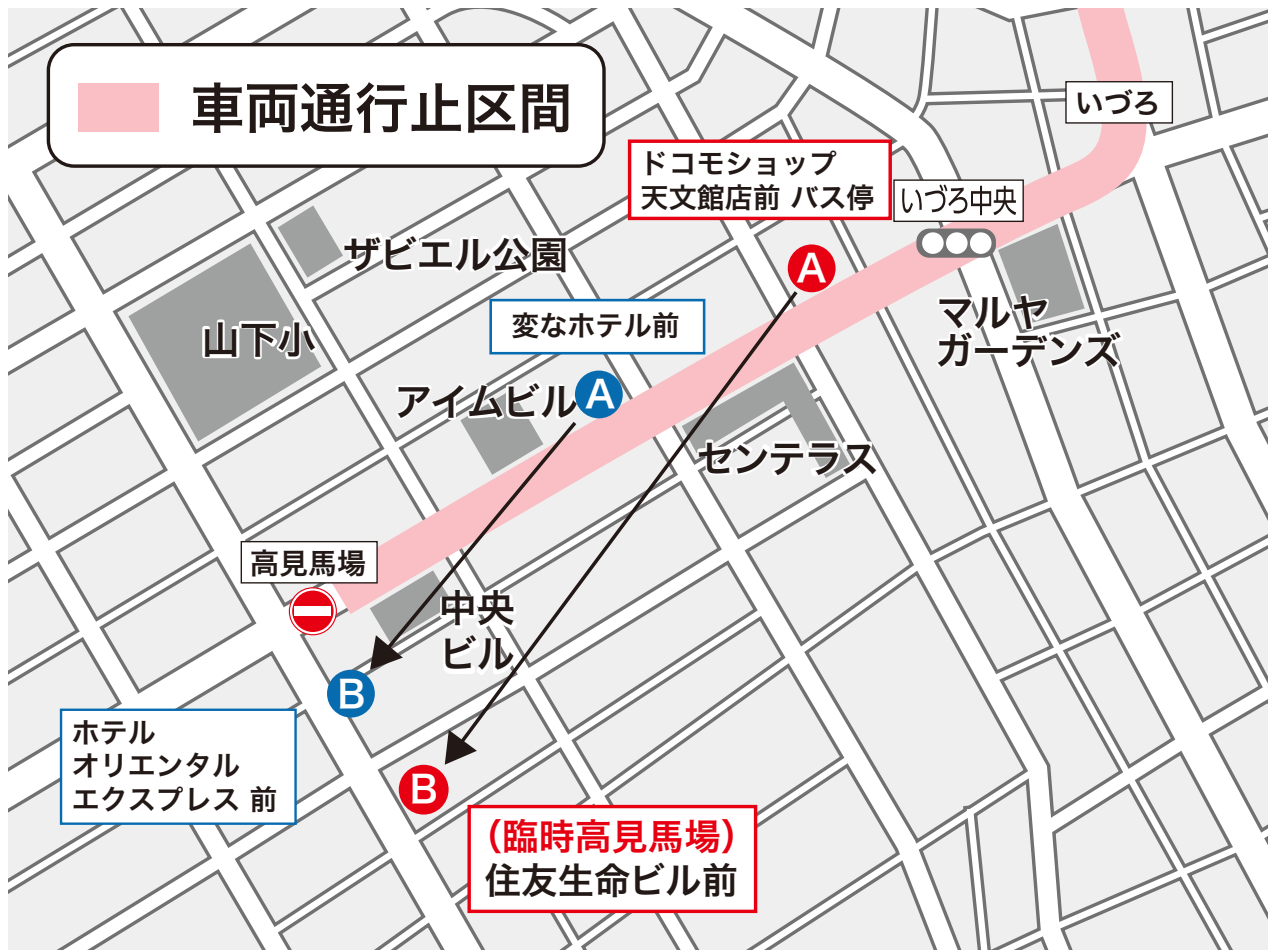 車両通行止区間
いづろ
ドコモショップ
天文館店前 バス停
いづろ中央
ザビエル公園
A
変なホテル前
マルヤ
ガーデンズ
山下小
アイムビル
A
センテラス
高見馬場
中央
ビル
B
ホテル
オリエンタル
エクスプレス 前
B
(臨時高見馬場)
住友生命ビル前